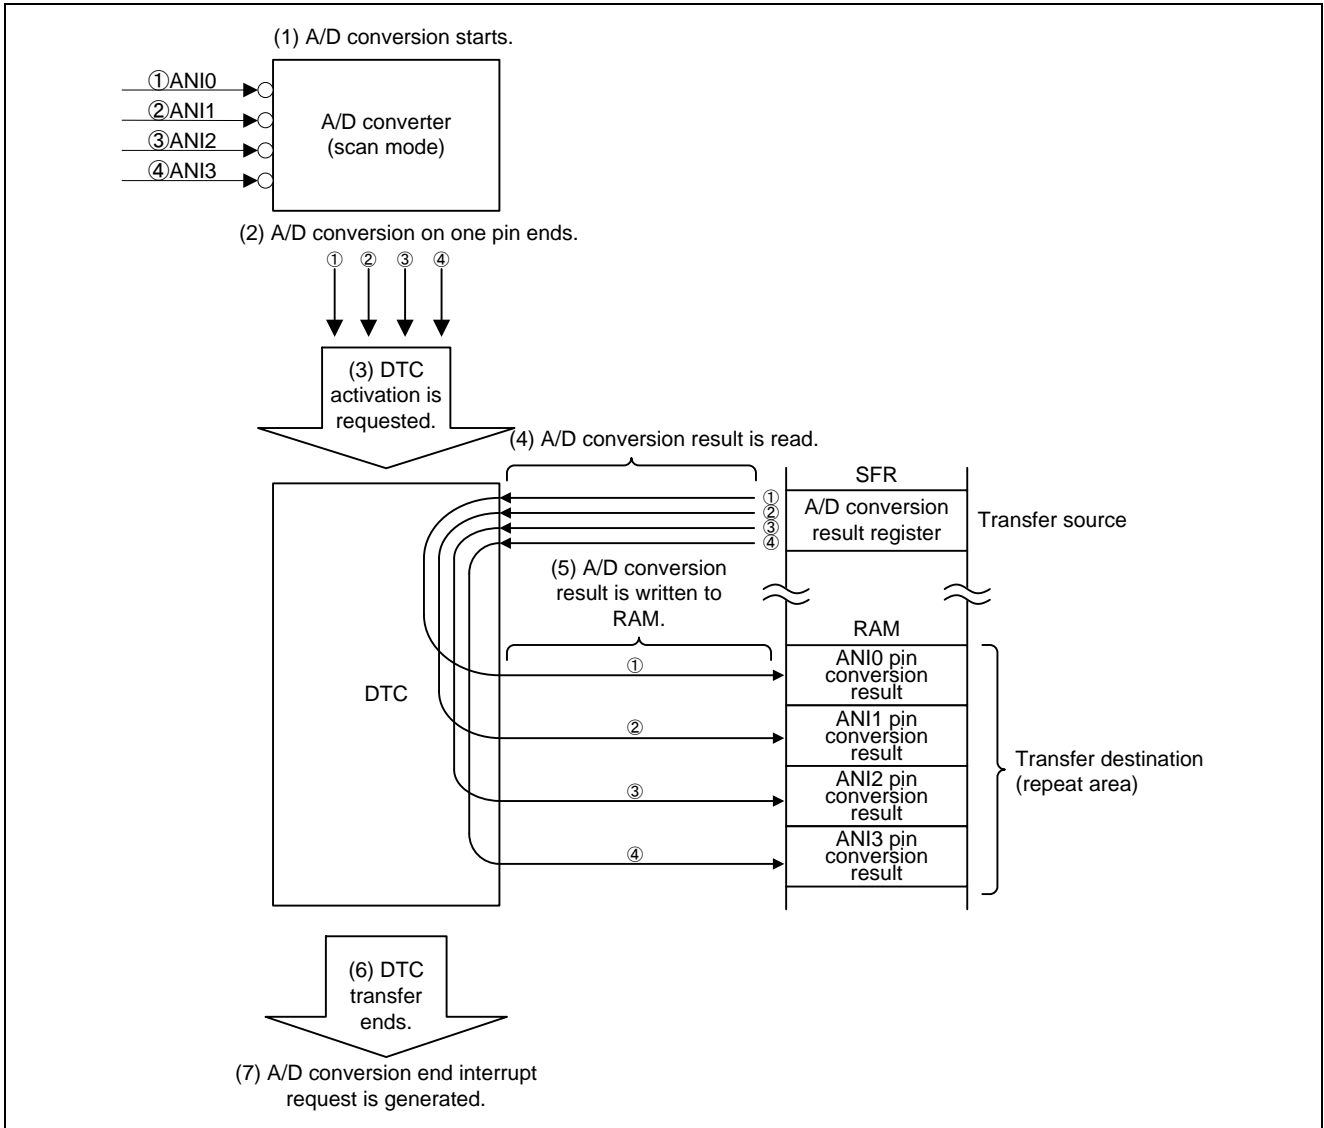 (1) A/D conversion starts.
①ANI0
②ANI1
③ANI2
④ANI3
A/D converter
(scan mode)
(2) A/D conversion on one pin ends.
① ② ③ ④
(3) DTC
activation is
requested.
(4) A/D conversion result is read.
SFR
①
②
③
④
A/D conversion
result register
Transfer source
(5) A/D conversion
result is written to
RAM.
RAM
DTC
①
ANI0 pin
conversion
result
②
ANI1 pin
conversion
result
③
ANI2 pin
conversion
result
④
ANI3 pin
conversion
result
Transfer destination
(repeat area)
(6) DTC
transfer
ends.
(7) A/D conversion end interrupt
request is generated.